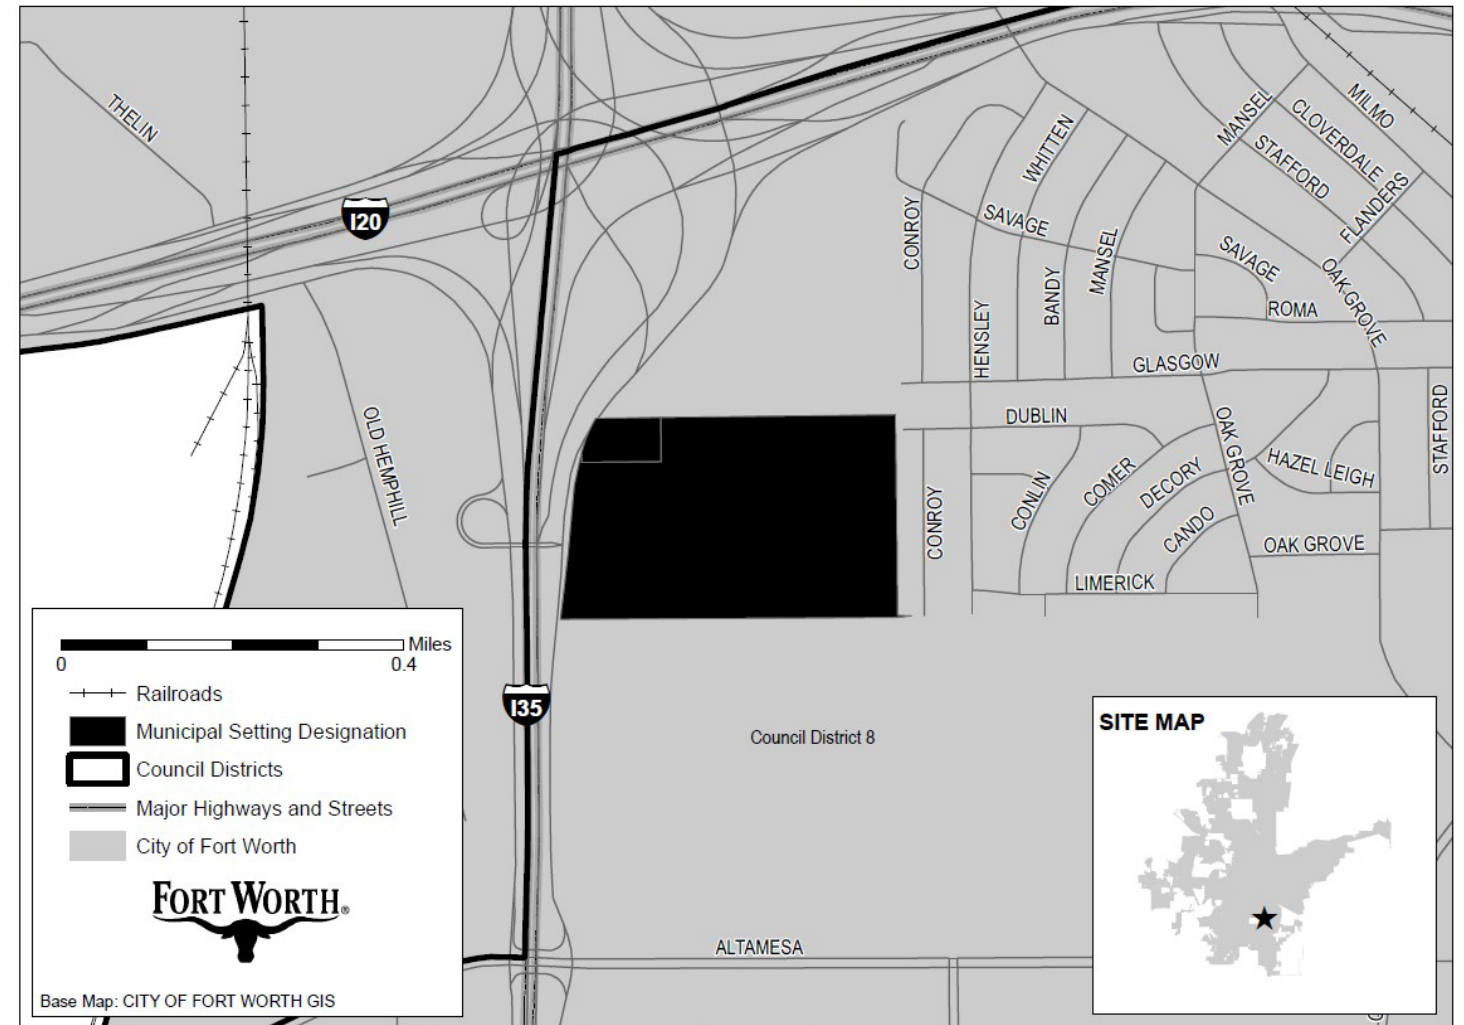 THELIN
I20
MANSEL
MILMO
CLOVERDALE
STAFFORD
FLANDERS
WHITTEN
SAVAGE
CONROY
SAVAGE
MANSEL
BANDY
HENSLEY
OAK GROVE
ROMA
GLASGOW
DUBLIN
OLD HEMPHILL
OAK GROVE
STAFFORD
HAZEL LEIGH
CONLIN
COMER
DECORY
CANDO
CONROY
OAK GROVE
LIMERICK
Miles
0
0.4
Railroads
Municipal Setting Designation
Council Districts
Major Highways and Streets
City of Fort Worth
FORT WORTH®
Base Map: CITY OF FORT WORTH GIS
I35
Council District 8
ALTAMESA
SITE MAP